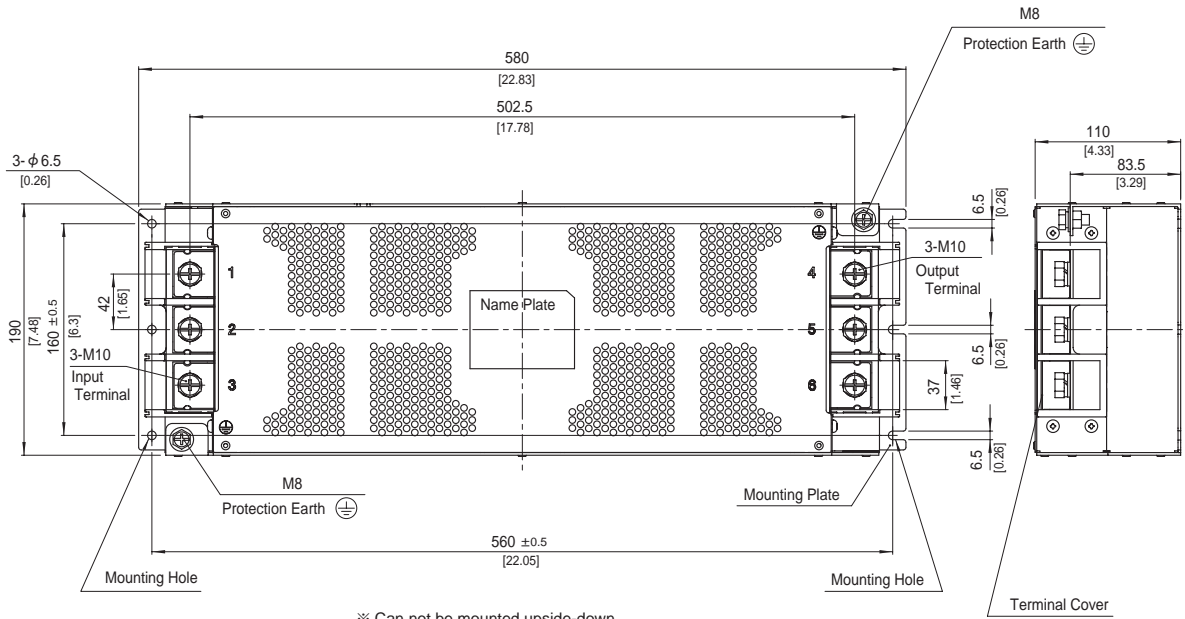 M8
Protection Earth
580
[22.83]
502.5
[17.78]
3-φ6.5
[0.26]
110
[4.33]
83.5
[3.29]
6.5
[0.26]
1
4
3-M10
Output
Terminal
42
[1.65]
Name Plate
190
[7.48]
160 ±0.5
[6.3]
2
5
6.5
[0.26]
3-M10
Input
Terminal
3
6
37
[1.46]
6.5
[0.26]
M8
Protection Earth
Mounting Plate
560 ±0.5
[22.05]
Mounting Hole
Mounting Hole
Terminal Cover
※ Can not be mounted upside-down